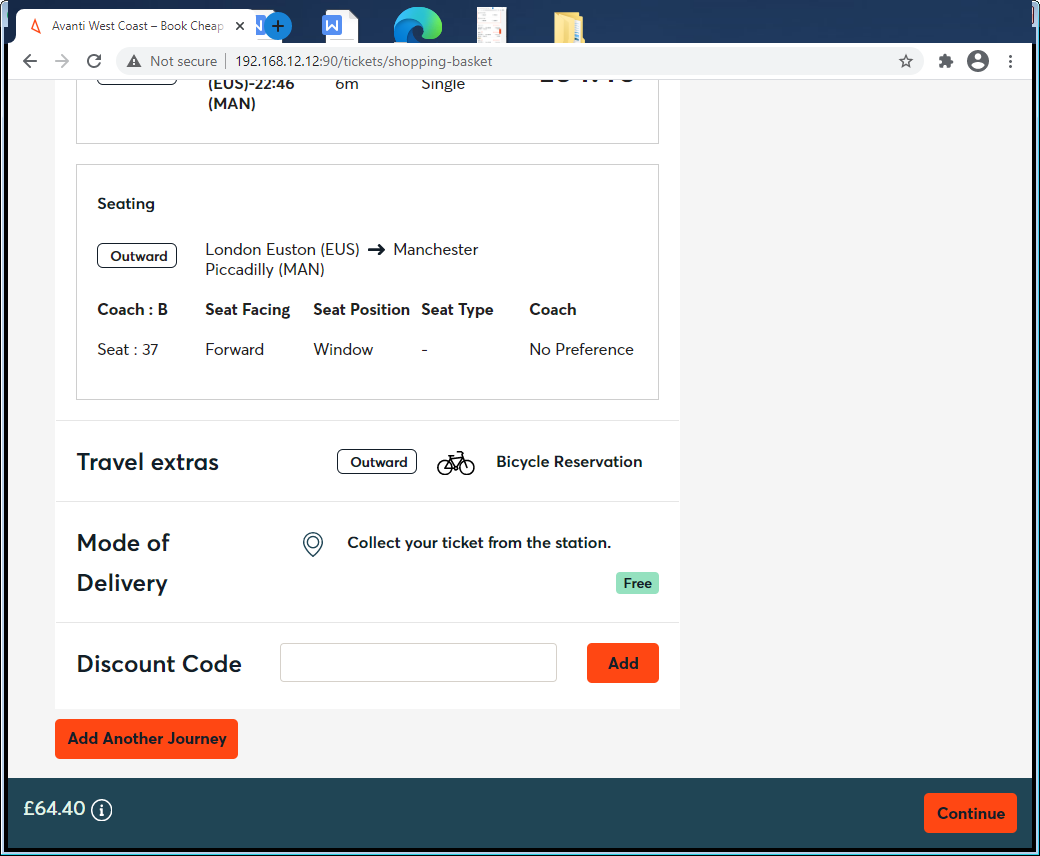 Avanti West Coast – Book Cheap
Not secure
192.168.12.12:90/tickets/shopping-basket
(EUS)-22:46 6m Single
(MAN)
Seating
Outward London Euston (EUS) → Manchester
Piccadilly (MAN)
Coach : B Seat Facing Seat Position Seat Type Coach
Seat : 37 Forward Window - No Preference
Travel extras Outward Bicycle Reservation
Mode of Collect your ticket from the station.
Delivery Free
Discount Code Add
Add Another Journey
£64.40 Continue